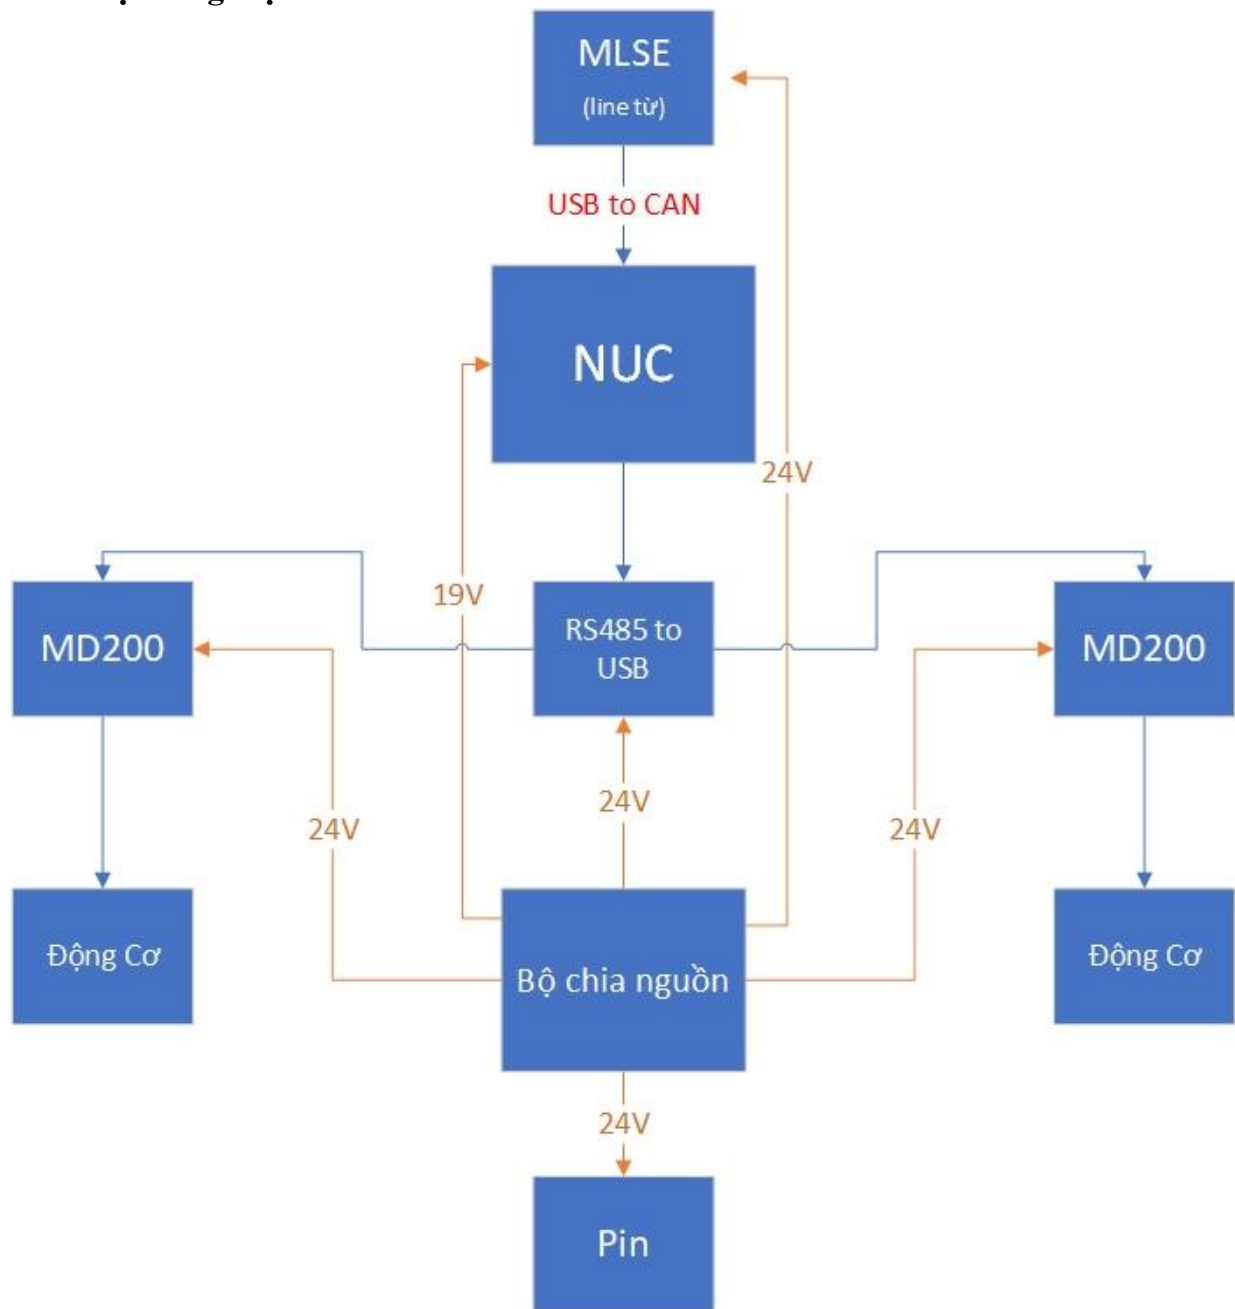 MLSE
(line từ)
USB to CAN
NUC
24V
19V
MD200
RS485 to
USB
MD200
24V
24V
24V
Động Cơ
Bộ chia nguồn
Động Cơ
24V
Pin